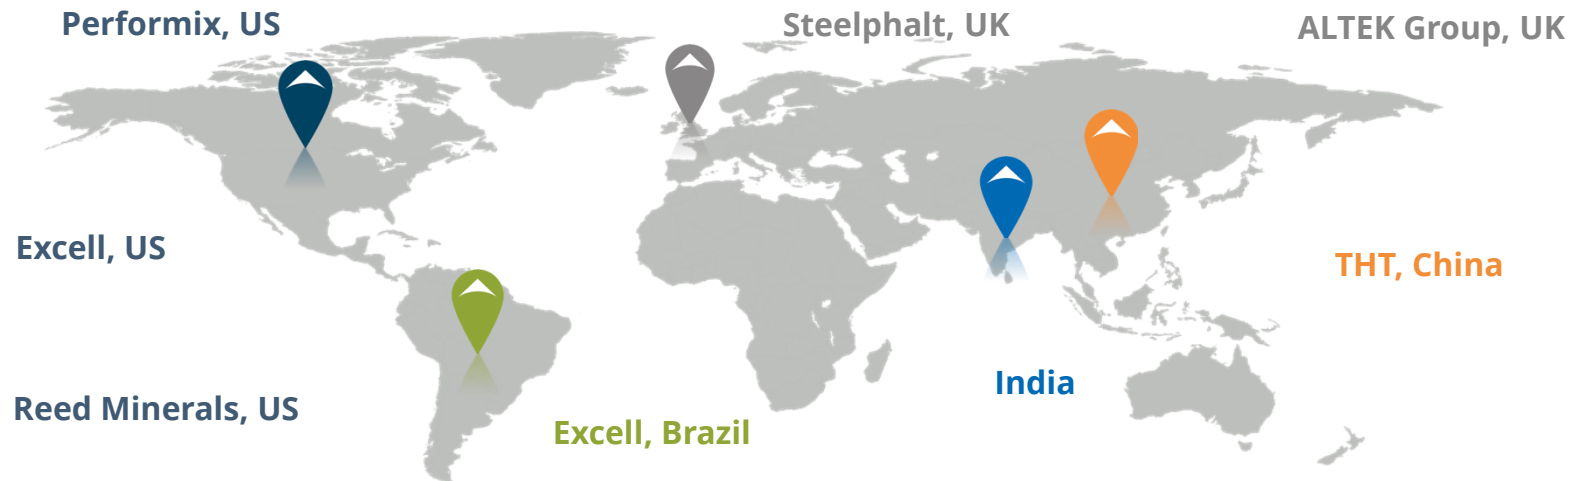 Performix, US
Steelphalt, UK
ALTEK Group, UK
Excell, US
THT, China
India
Reed Minerals, US
Excell, Brazil